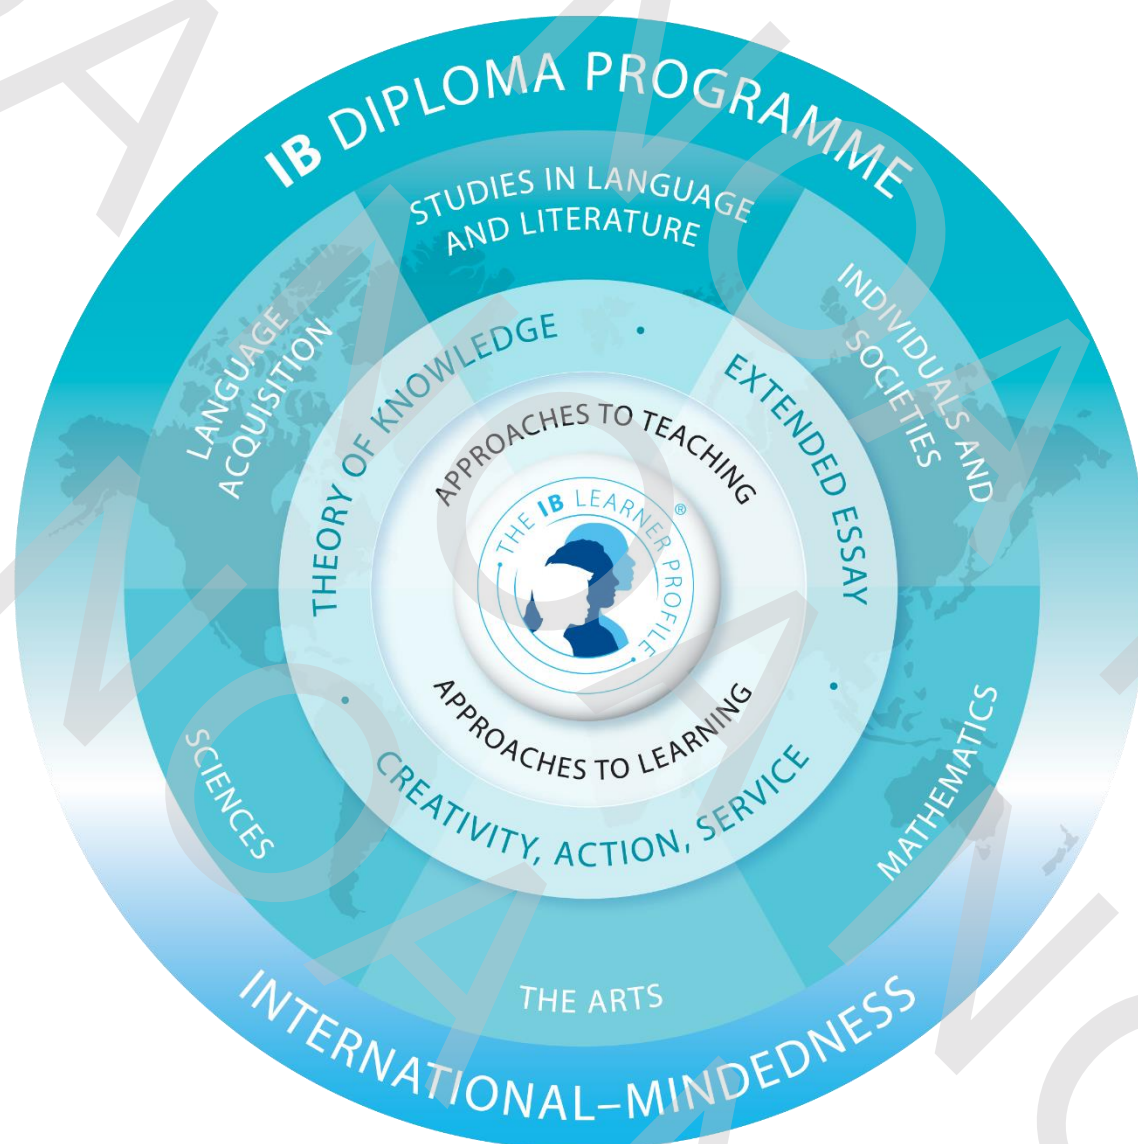 IB DIPLOMA PROGRAMME
STUDIES IN LANGUAGE
AND LITERATURE
LANGUAGE
ACQUISITION
INDIVIDUALS AND
SOCIETIES
THEORY OF KNOWLEDGE
•
EXTENDED ESSAY
•
APPROACHES TO TEACHING
THE IB LEARNER PROFILE
®
APPROACHES TO LEARNING
CREATIVITY, ACTION, SERVICE
•
SCIENCES
MATHEMATICS
THE ARTS
INTERNATIONAL–MINDEDNESS